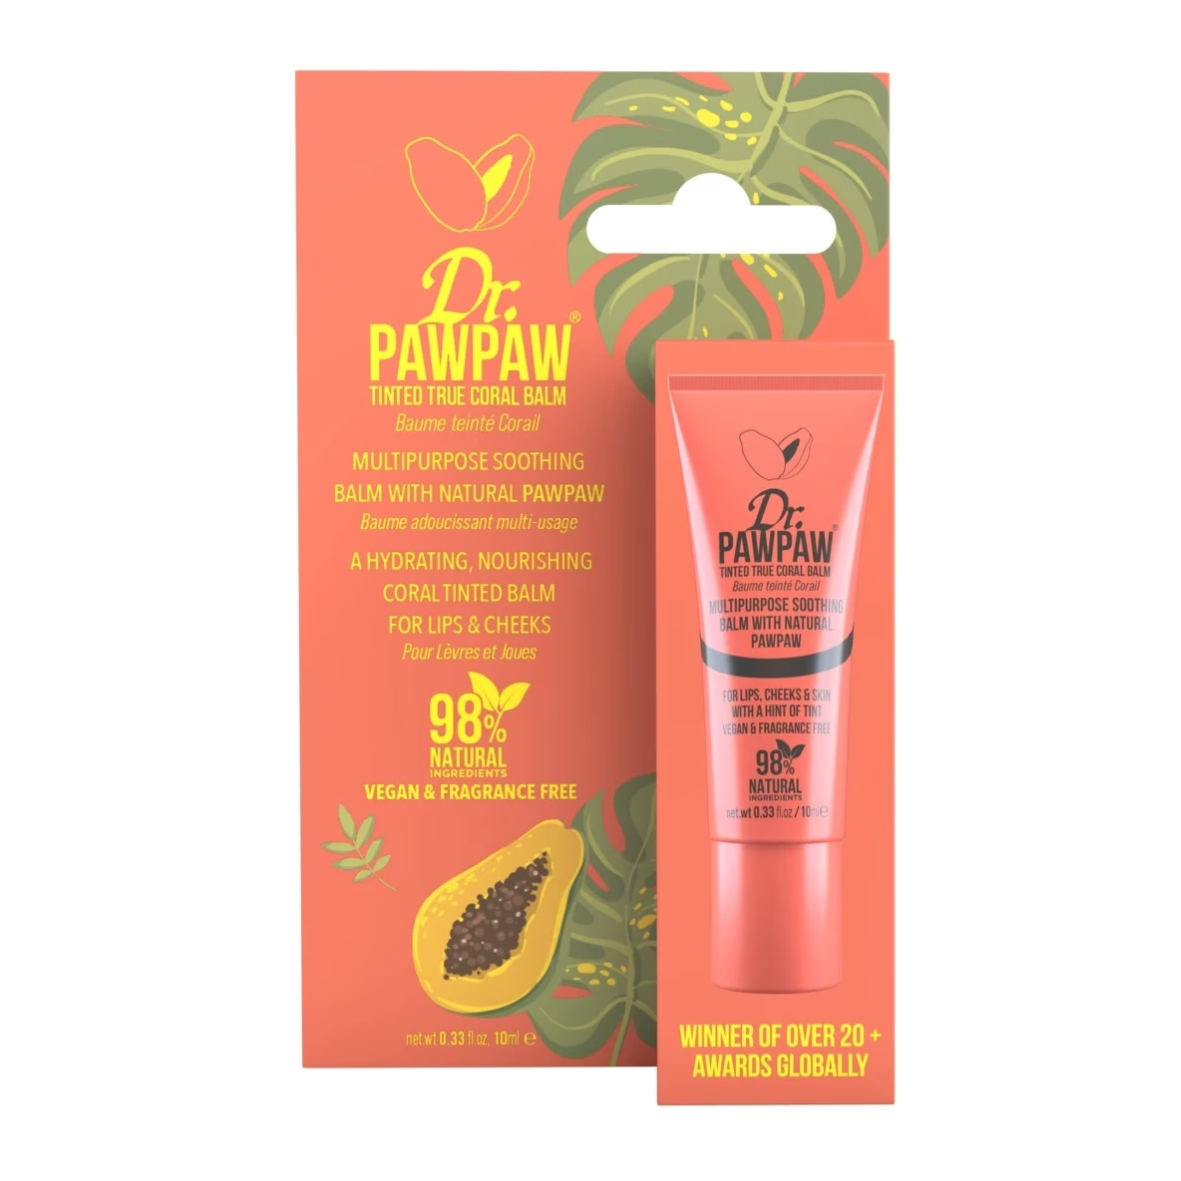 Dr.
PAWPAW®
TINTED TRUE CORAL BALM
Baume teinté Corail
MULTIPURPOSE SOOTHING
BALM WITH NATURAL PAWPAW
Baume adoucissant multi-usage
A HYDRATING, NOURISHING
CORAL TINTED BALM
FOR LIPS & CHEEKS
Pour Lèvres et Joues
98%
NATURAL
INGREDIENTS
VEGAN & FRAGRANCE FREE
net.wt 0.33 fl.oz, 10ml ℮
Dr.
PAWPAW®
TINTED TRUE CORAL BALM
Baume teinté Corail
MULTIPURPOSE SOOTHING
BALM WITH NATURAL
PAWPAW
FOR LIPS, CHEEKS & SKIN
WITH A HINT OF TINT
VEGAN & FRAGRANCE FREE
98%
NATURAL
INGREDIENTS
net.wt 0.33 fl.oz / 10ml℮
WINNER OF OVER 20 +
AWARDS GLOBALLY